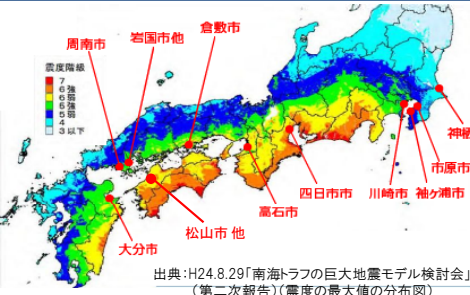 倉敷市
岩国市他
周南市
震度階級
7
6強
6弱
5強
5弱
4
3以下
神栖
市原市
袖ヶ浦市
川崎市
四日市市
高石市
松山市 他
大分市
出典:H24.8.29「南海トラフの巨大地震モデル検討会」
(第二次報告)(震度の最大値の分布図)